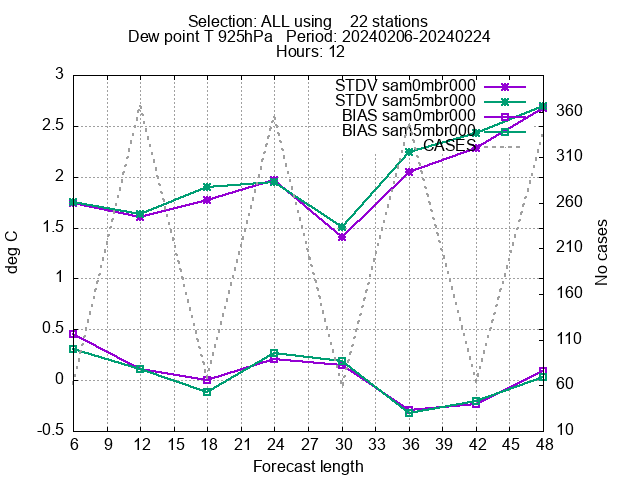 Selection: ALL using    22 stations
Dew point T 925hPa   Period: 20240206-20240224
Hours: 12
STDV sam0mbr000
STDV sam5mbr000
BIAS sam0mbr000
BIAS sam5mbr000
CASES
deg C
3
2.5
2
1.5
1
0.5
0
-0.5
No cases
360
310
260
210
160
110
60
10
6 9 12 15 18 21 24 27 30 33 36 39 42 45 48
Forecast length